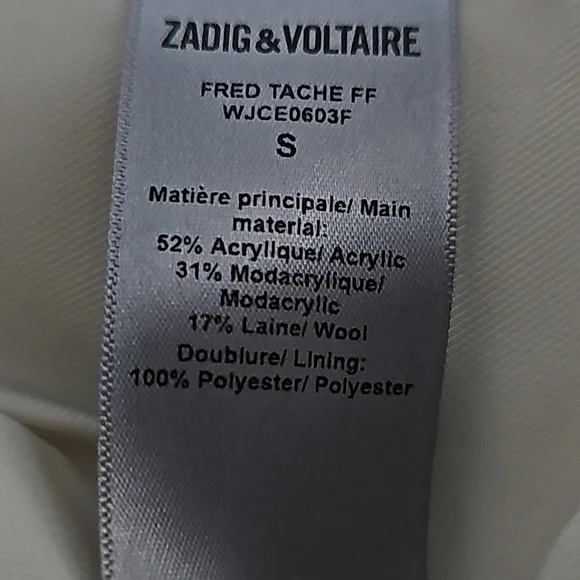 ZADIG&VOLTAIRE
FRED TACHE FF
WJCE0603F
S
Matière principale/ Main
material:
52% Acrylique/ Acrylic
31% Modacrylique/
Modacrylic
17% Laine/ Wool
Doublure/ Lining:
100% Polyester/ Polyester